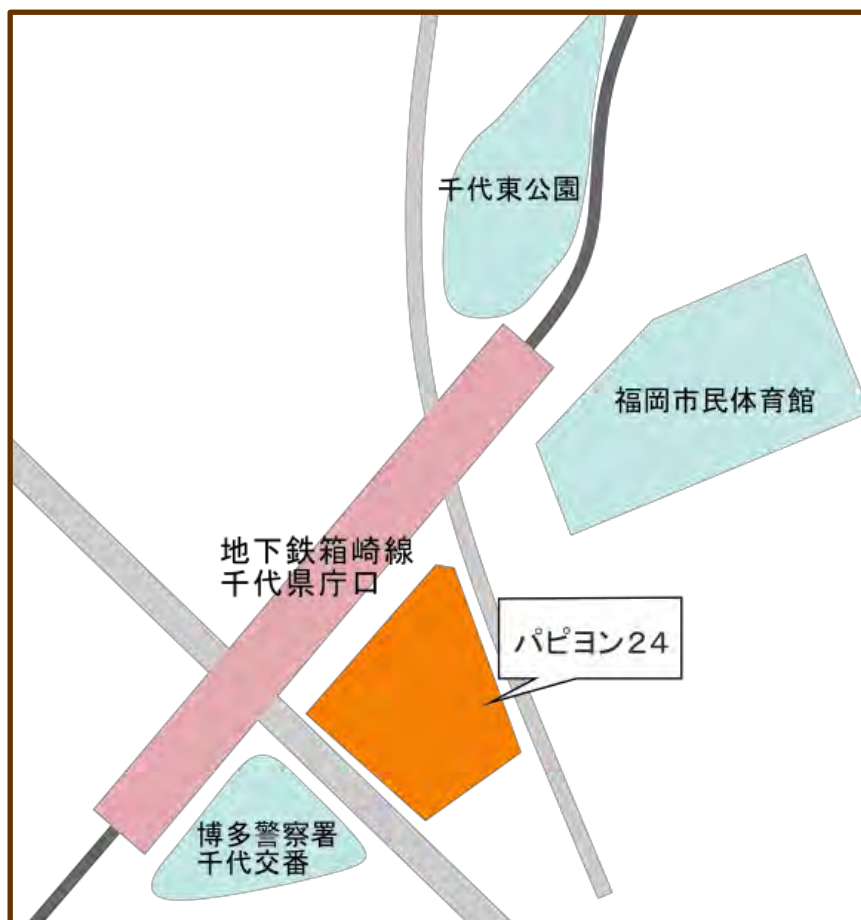 千代東公園
福岡市民体育館
地下鉄箱崎線
千代県庁口
パピヨン２４
博多警察署
千代交番